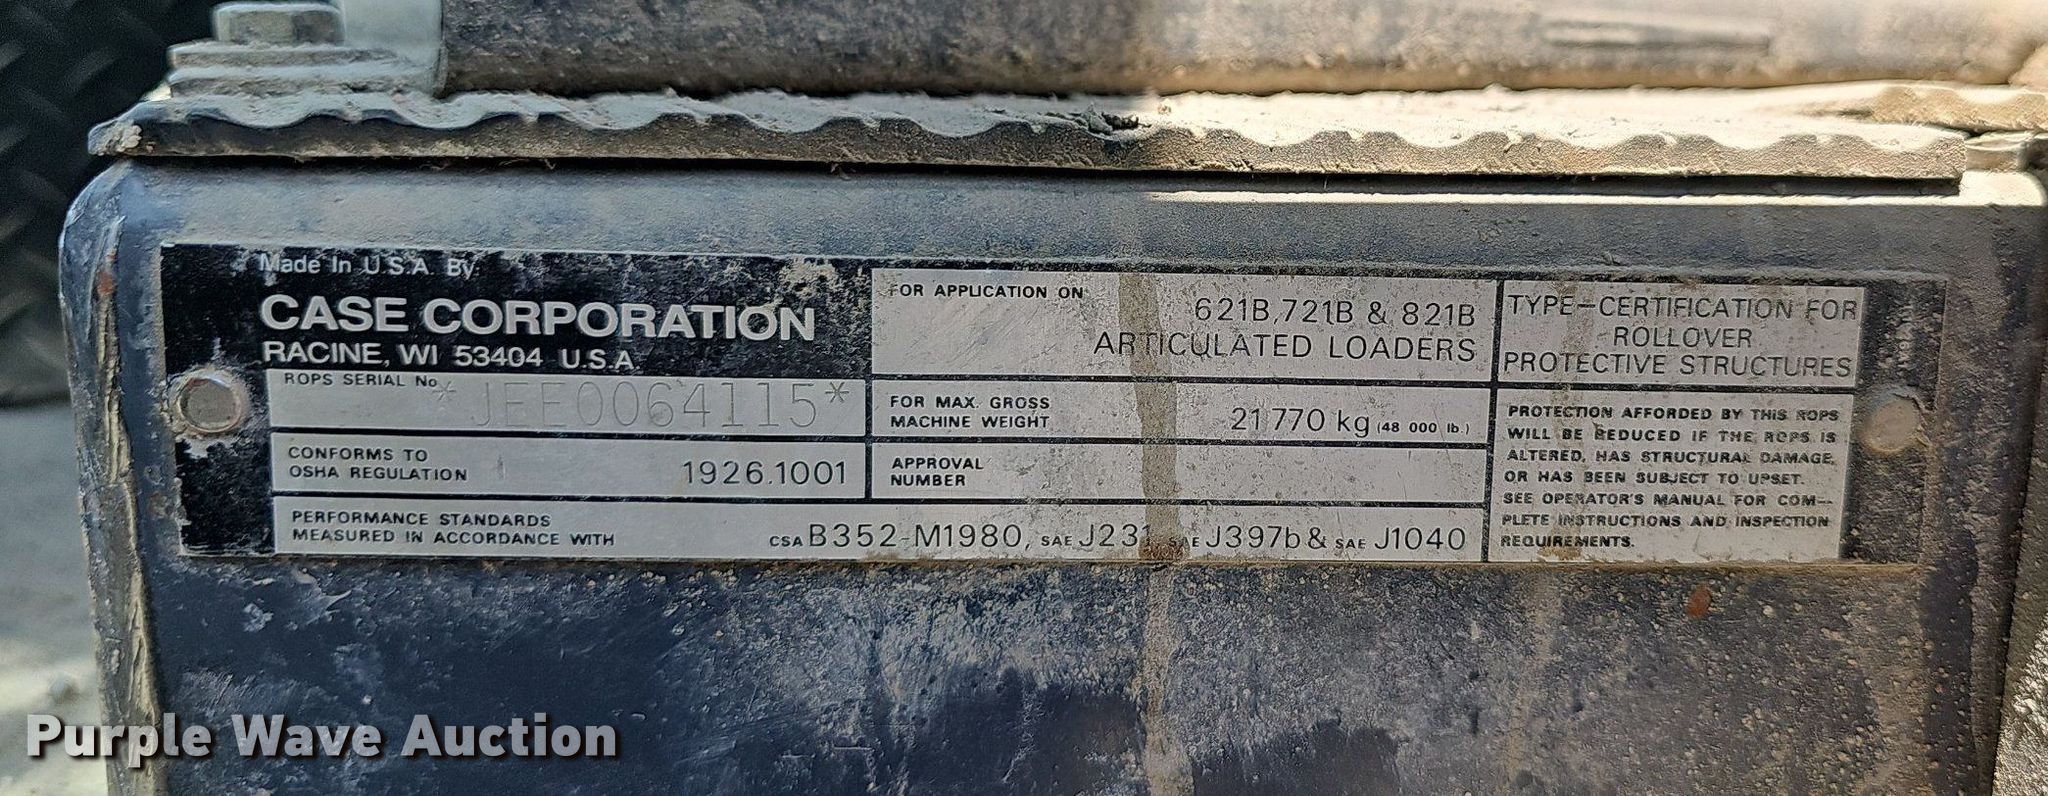 Made In U.S.A. By:
CASE CORPORATION
RACINE, WI 53404 U.S.A.
ROPS SERIAL No *JEE0064115*
CONFORMS TO
OSHA REGULATION 1926.1001
PERFORMANCE STANDARDS
MEASURED IN ACCORDANCE WITH CSA B352-M1980, SAE J231, SAE J397b & SAE J1040
FOR APPLICATION ON 621B, 721B & 821B
ARTICULATED LOADERS
FOR MAX. GROSS
MACHINE WEIGHT 21 770 kg (48 000 lb.)
APPROVAL
NUMBER
TYPE-CERTIFICATION FOR
ROLLOVER
PROTECTIVE STRUCTURES
PROTECTION AFFORDED BY THIS ROPS
WILL BE REDUCED IF THE ROPS IS
ALTERED, HAS STRUCTURAL DAMAGE,
OR HAS BEEN SUBJECT TO UPSET.
SEE OPERATOR'S MANUAL FOR COM-
PLETE INSTRUCTIONS AND INSPECTION
REQUIREMENTS.
Purple Wave Auction